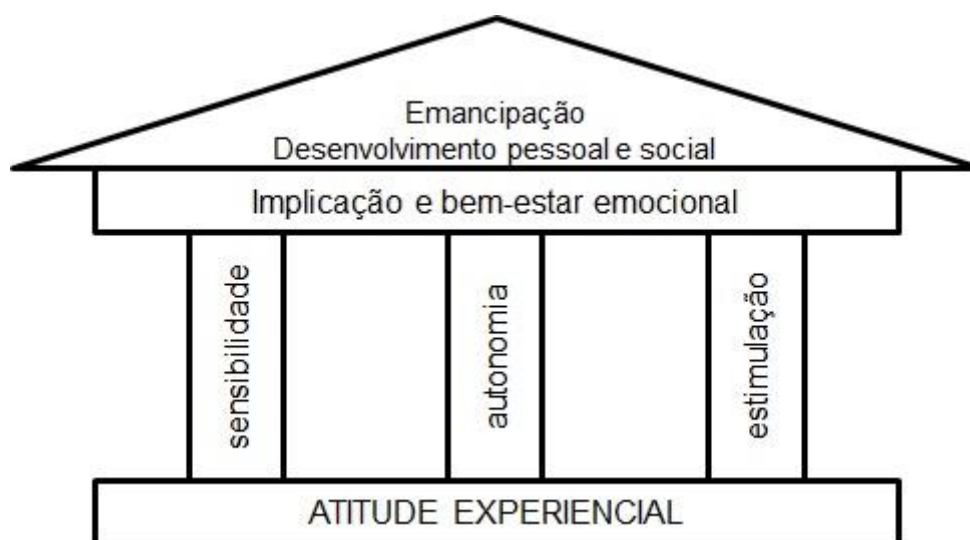 Emancipação
Desenvolvimento pessoal e social
Implicação e bem-estar emocional
sensibilidade
autonomia
estimulação
ATITUDE EXPERIENCIAL